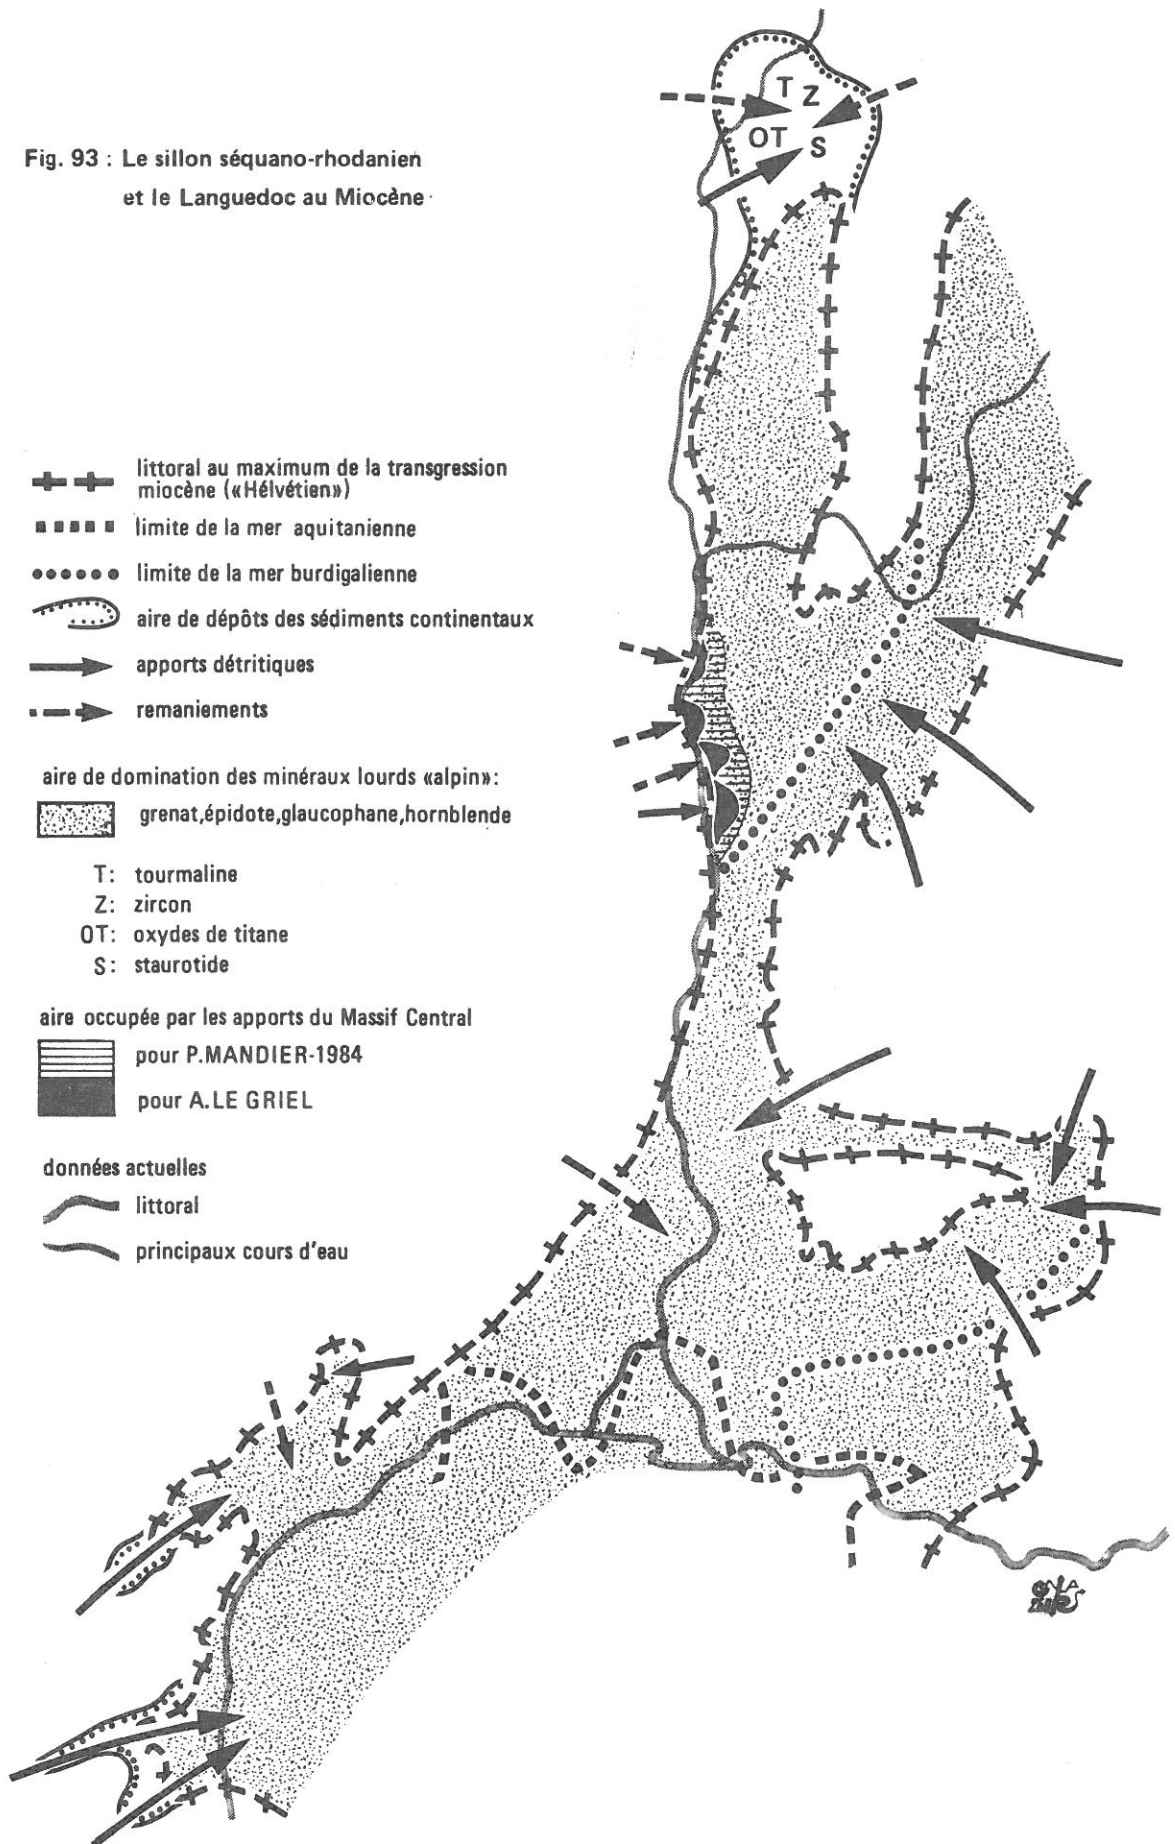 Fig. 93 : Le sillon séquano-rhodanien
et le Languedoc au Miocène
T Z
OT S
littoral au maximum de la transgression
miocène («Hélvétien»)
limite de la mer aquitanienne
limite de la mer burdigalienne
aire de dépôts des sédiments continentaux
apports détritiques
remaniements
aire de domination des minéraux lourds «alpin»:
grenat,épidote,glaucophane,hornblende
T: tourmaline
Z: zircon
OT: oxydes de titane
S: staurotide
aire occupée par les apports du Massif Central
pour P.MANDIER-1984
pour A.LE GRIEL
données actuelles
littoral
principaux cours d'eau